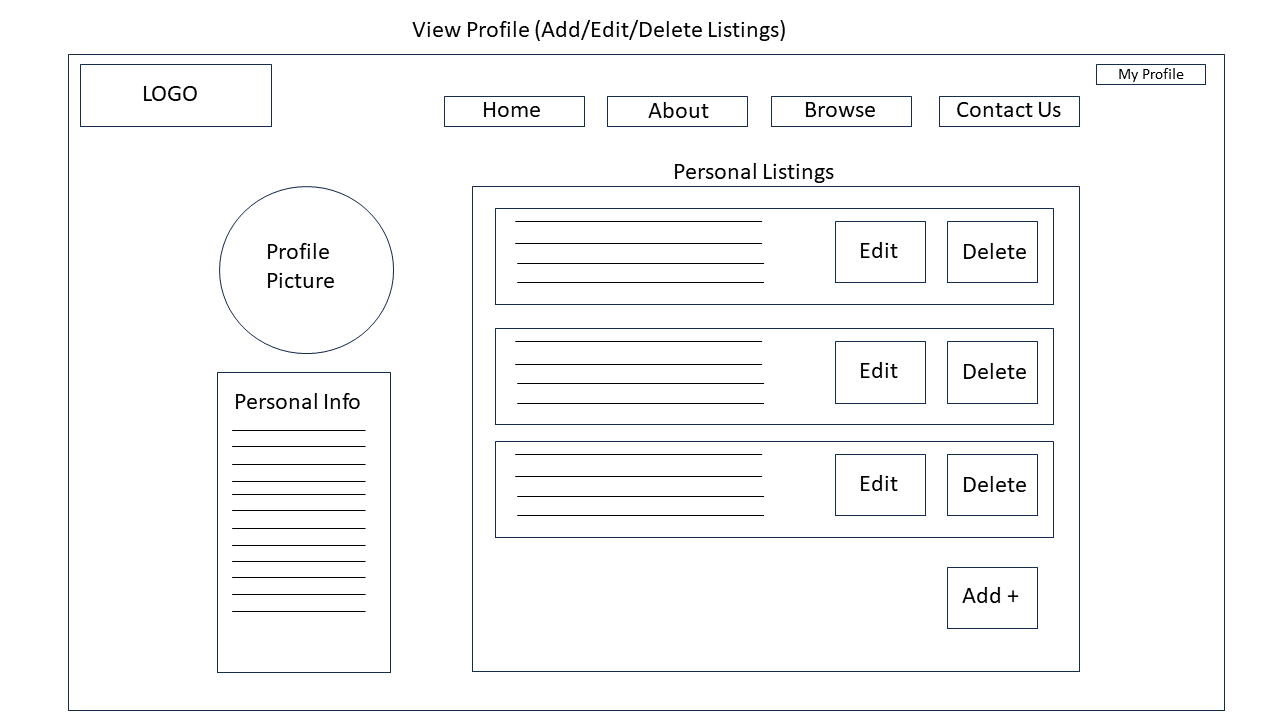 View Profile (Add/Edit/Delete Listings)
LOGO
My Profile
Home
About
Browse
Contact Us
Profile
Picture
Personal Info
Personal Listings
Edit
Delete
Edit
Delete
Edit
Delete
Add +